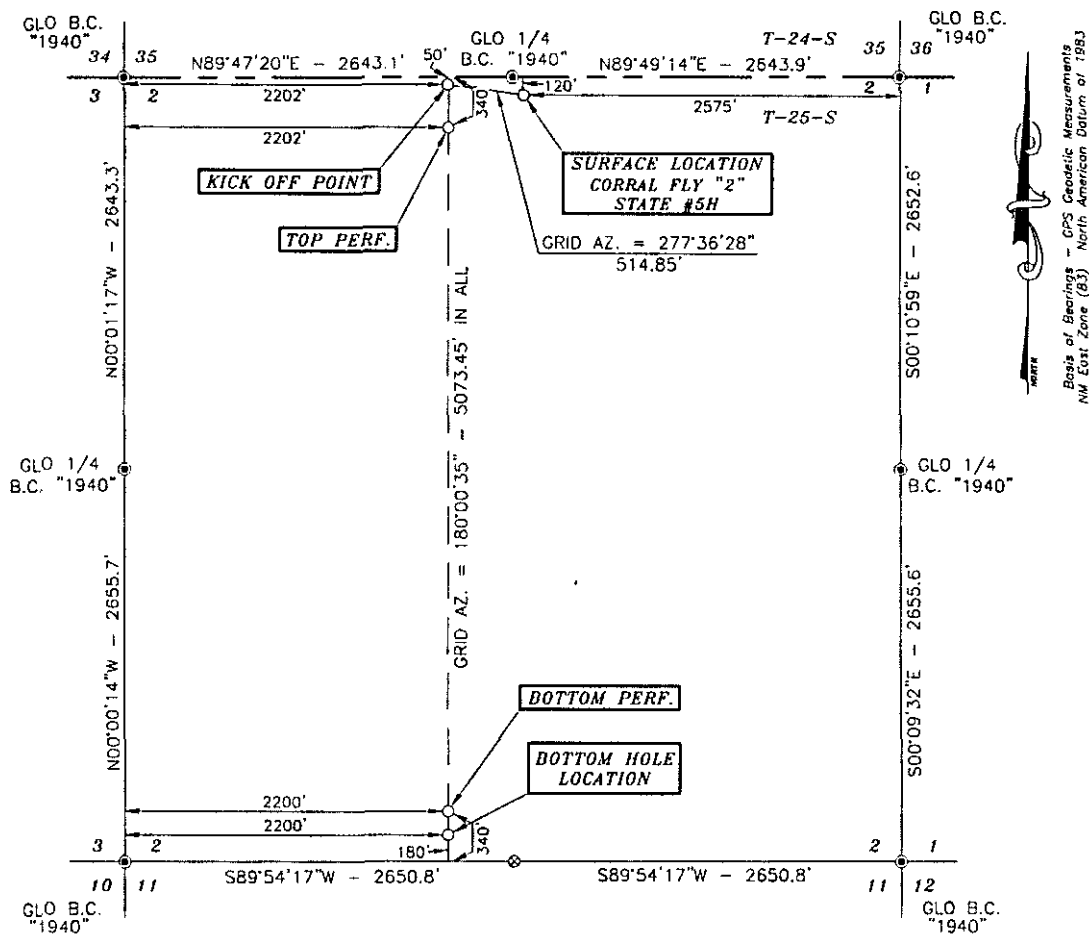 GLO B.C.
"1940"
34 35
N89°47'20"E - 2643.1'
50'
GLO 1/4
B.C. "1940"
T-24-S
N89°49'14"E - 2643.9'
35 36
GLO B.C.
"1940"
3 2
2202'
340'
120'
2575'
2 1
T-25-S
2202'
KICK OFF POINT
TOP PERF.
SURFACE LOCATION
CORRAL FLY "2"
STATE #5H
GRID AZ. = 277°36'28"
514.85'
N00°01'17"W - 2643.3'
GRID AZ. = 180°00'35" - 5073.45' IN ALL
S00°10'59"E - 2652.6'
NORTH
Basis of Bearings - GPS Geodetic Measurements
NM East Zone (83) North American Datum of 1983
GLO 1/4
B.C. "1940"
GLO 1/4
B.C. "1940"
N00°00'14"W - 2655.7'
S00°09'32"E - 2655.6'
BOTTOM PERF.
BOTTOM HOLE
LOCATION
2200'
2200'
180'
340'
3 2
2 1
S89°54'17"W - 2650.8'
S89°54'17"W - 2650.8'
10 11
11 12
GLO B.C.
"1940"
GLO B.C.
"1940"